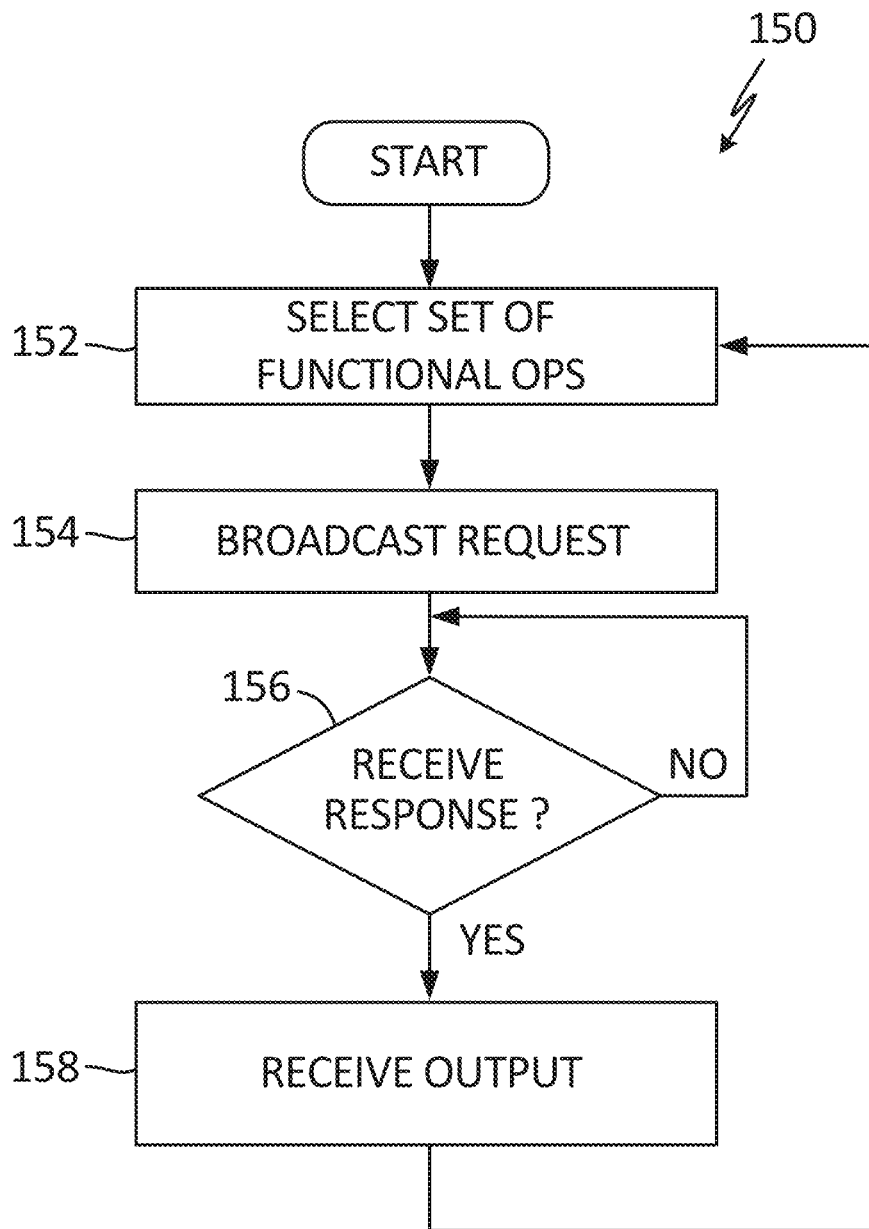 150
START
152
SELECT SET OF
FUNCTIONAL OPS
154
BROADCAST REQUEST
156
RECEIVE
RESPONSE ?
NO
YES
158
RECEIVE OUTPUT